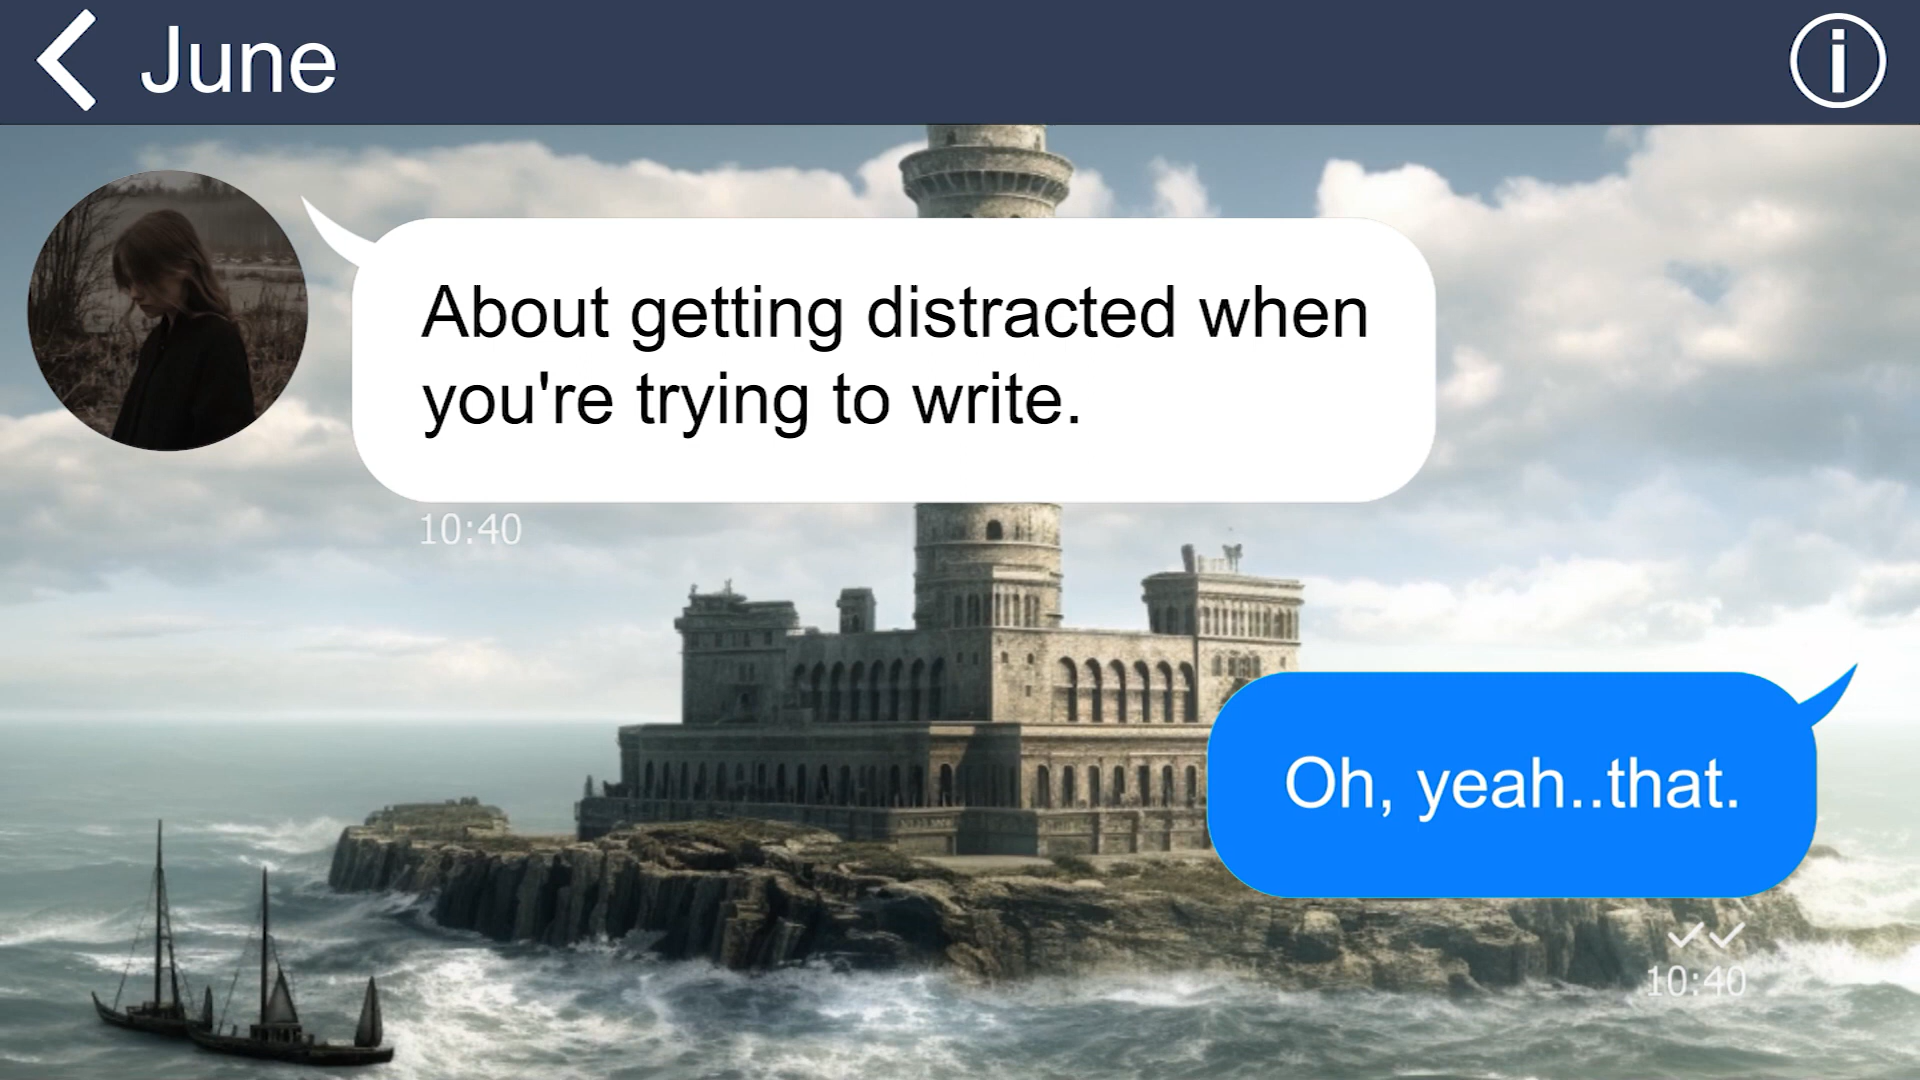 June
About getting distracted when
you're trying to write.
10:40
Oh, yeah..that.
10:40